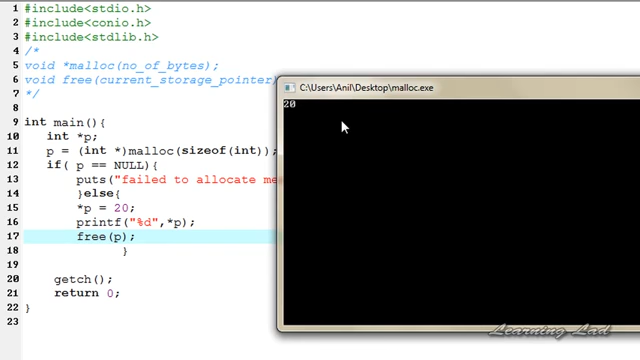 1 #include<stdio.h>
2 #include<conio.h>
3 #include<stdlib.h>
4 /*
5 void *malloc(no_of_bytes);
6 void free(current_storage_pointer)
7 */
8
9 int main(){
10 int *p;
11 p = (int *)malloc(sizeof(int));
12 if( p == NULL){
13 puts("failed to allocate me
14 }else{
15 *p = 20;
16 printf("%d",*p);
17 free(p);
18 }
19
20 getch();
21 return 0;
22 }
23
C:\Users\Anil\Desktop\malloc.exe
20
Learning Lad